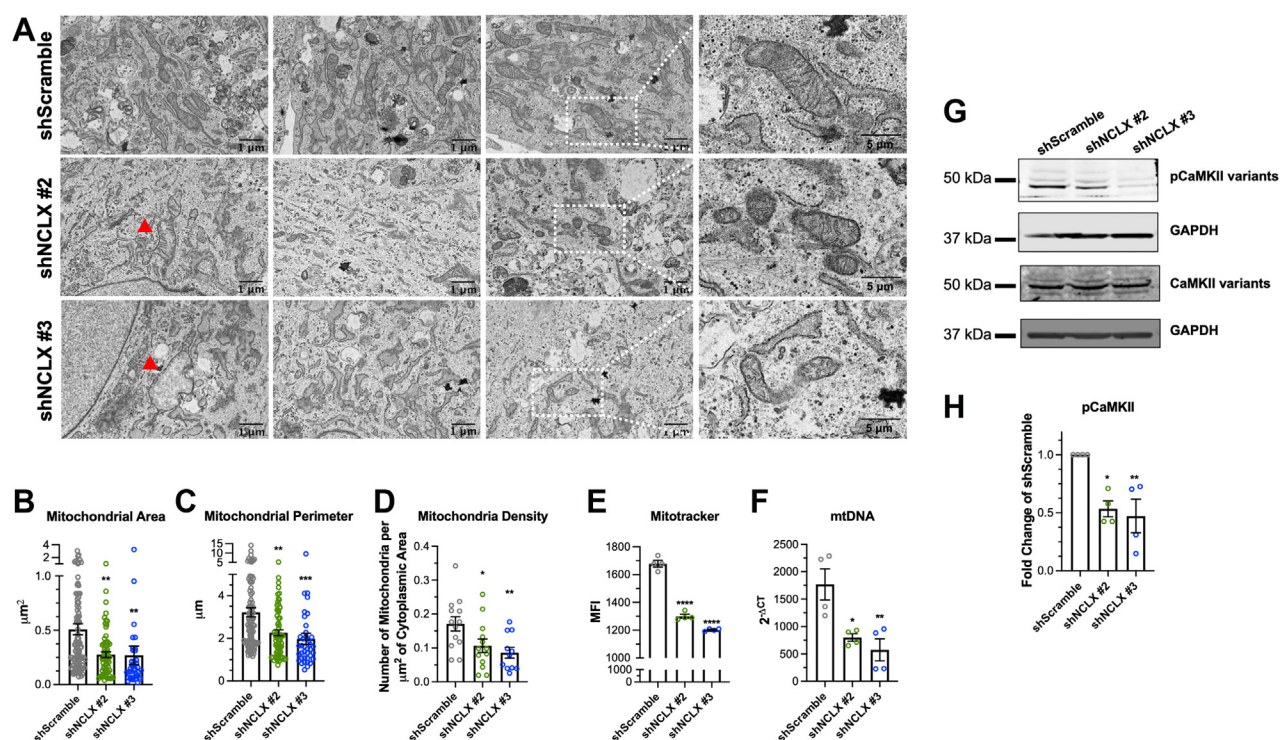 A
shScramble
1 µm
1 µm
1 µm
5 µm
shNCLX #2
1 µm
1 µm
1 µm
5 µm
shNCLX #3
1 µm
1 µm
1 µm
5 µm
B
Mitochondrial Area
µm²
4
2
1.0
0.5
0.0
**
**
shScramble
shNCLX #2
shNCLX #3
C
Mitochondrial Perimeter
µm
15
10
5
4
3
2
1
0
**
***
shScramble
shNCLX #2
shNCLX #3
D
Mitochondria Density
Number of Mitochondria per
µm² of Cytoplasmic Area
0.4
0.3
0.2
0.1
0.0
*
**
shScramble
shNCLX #2
shNCLX #3
E
Mitotracker
MFI
1800
1600
1400
1200
1000
1000
0
****
****
shScramble
shNCLX #2
shNCLX #3
F
mtDNA
2^-ΔCT
2500
2000
1500
1000
500
0
*
**
shScramble
shNCLX #2
shNCLX #3
G
shScramble
shNCLX #2
shNCLX #3
50 kDa
pCaMKII variants
37 kDa
GAPDH
50 kDa
CaMKII variants
37 kDa
GAPDH
H
pCaMKII
Fold Change of shScramble
1.0
0.5
0.0
*
**
shScramble
shNCLX #2
shNCLX #3